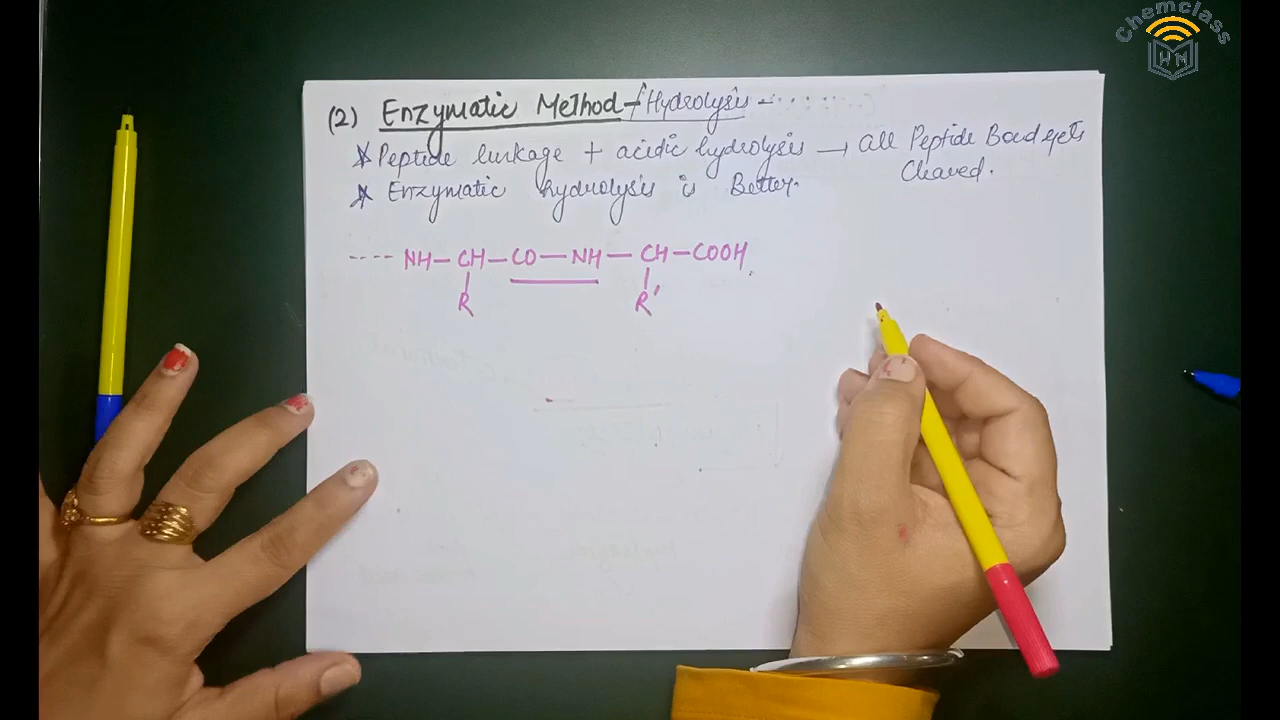 Chemclass
HM
(2) Enzymatic Method - Hydrolysis -
* Peptide linkage + acidic hydrolysis → all Peptide Bond gets
Cleaved.
* Enzymatic hydrolysis is Better.
---- NH - CH - CO - NH - CH - COOH
R R'